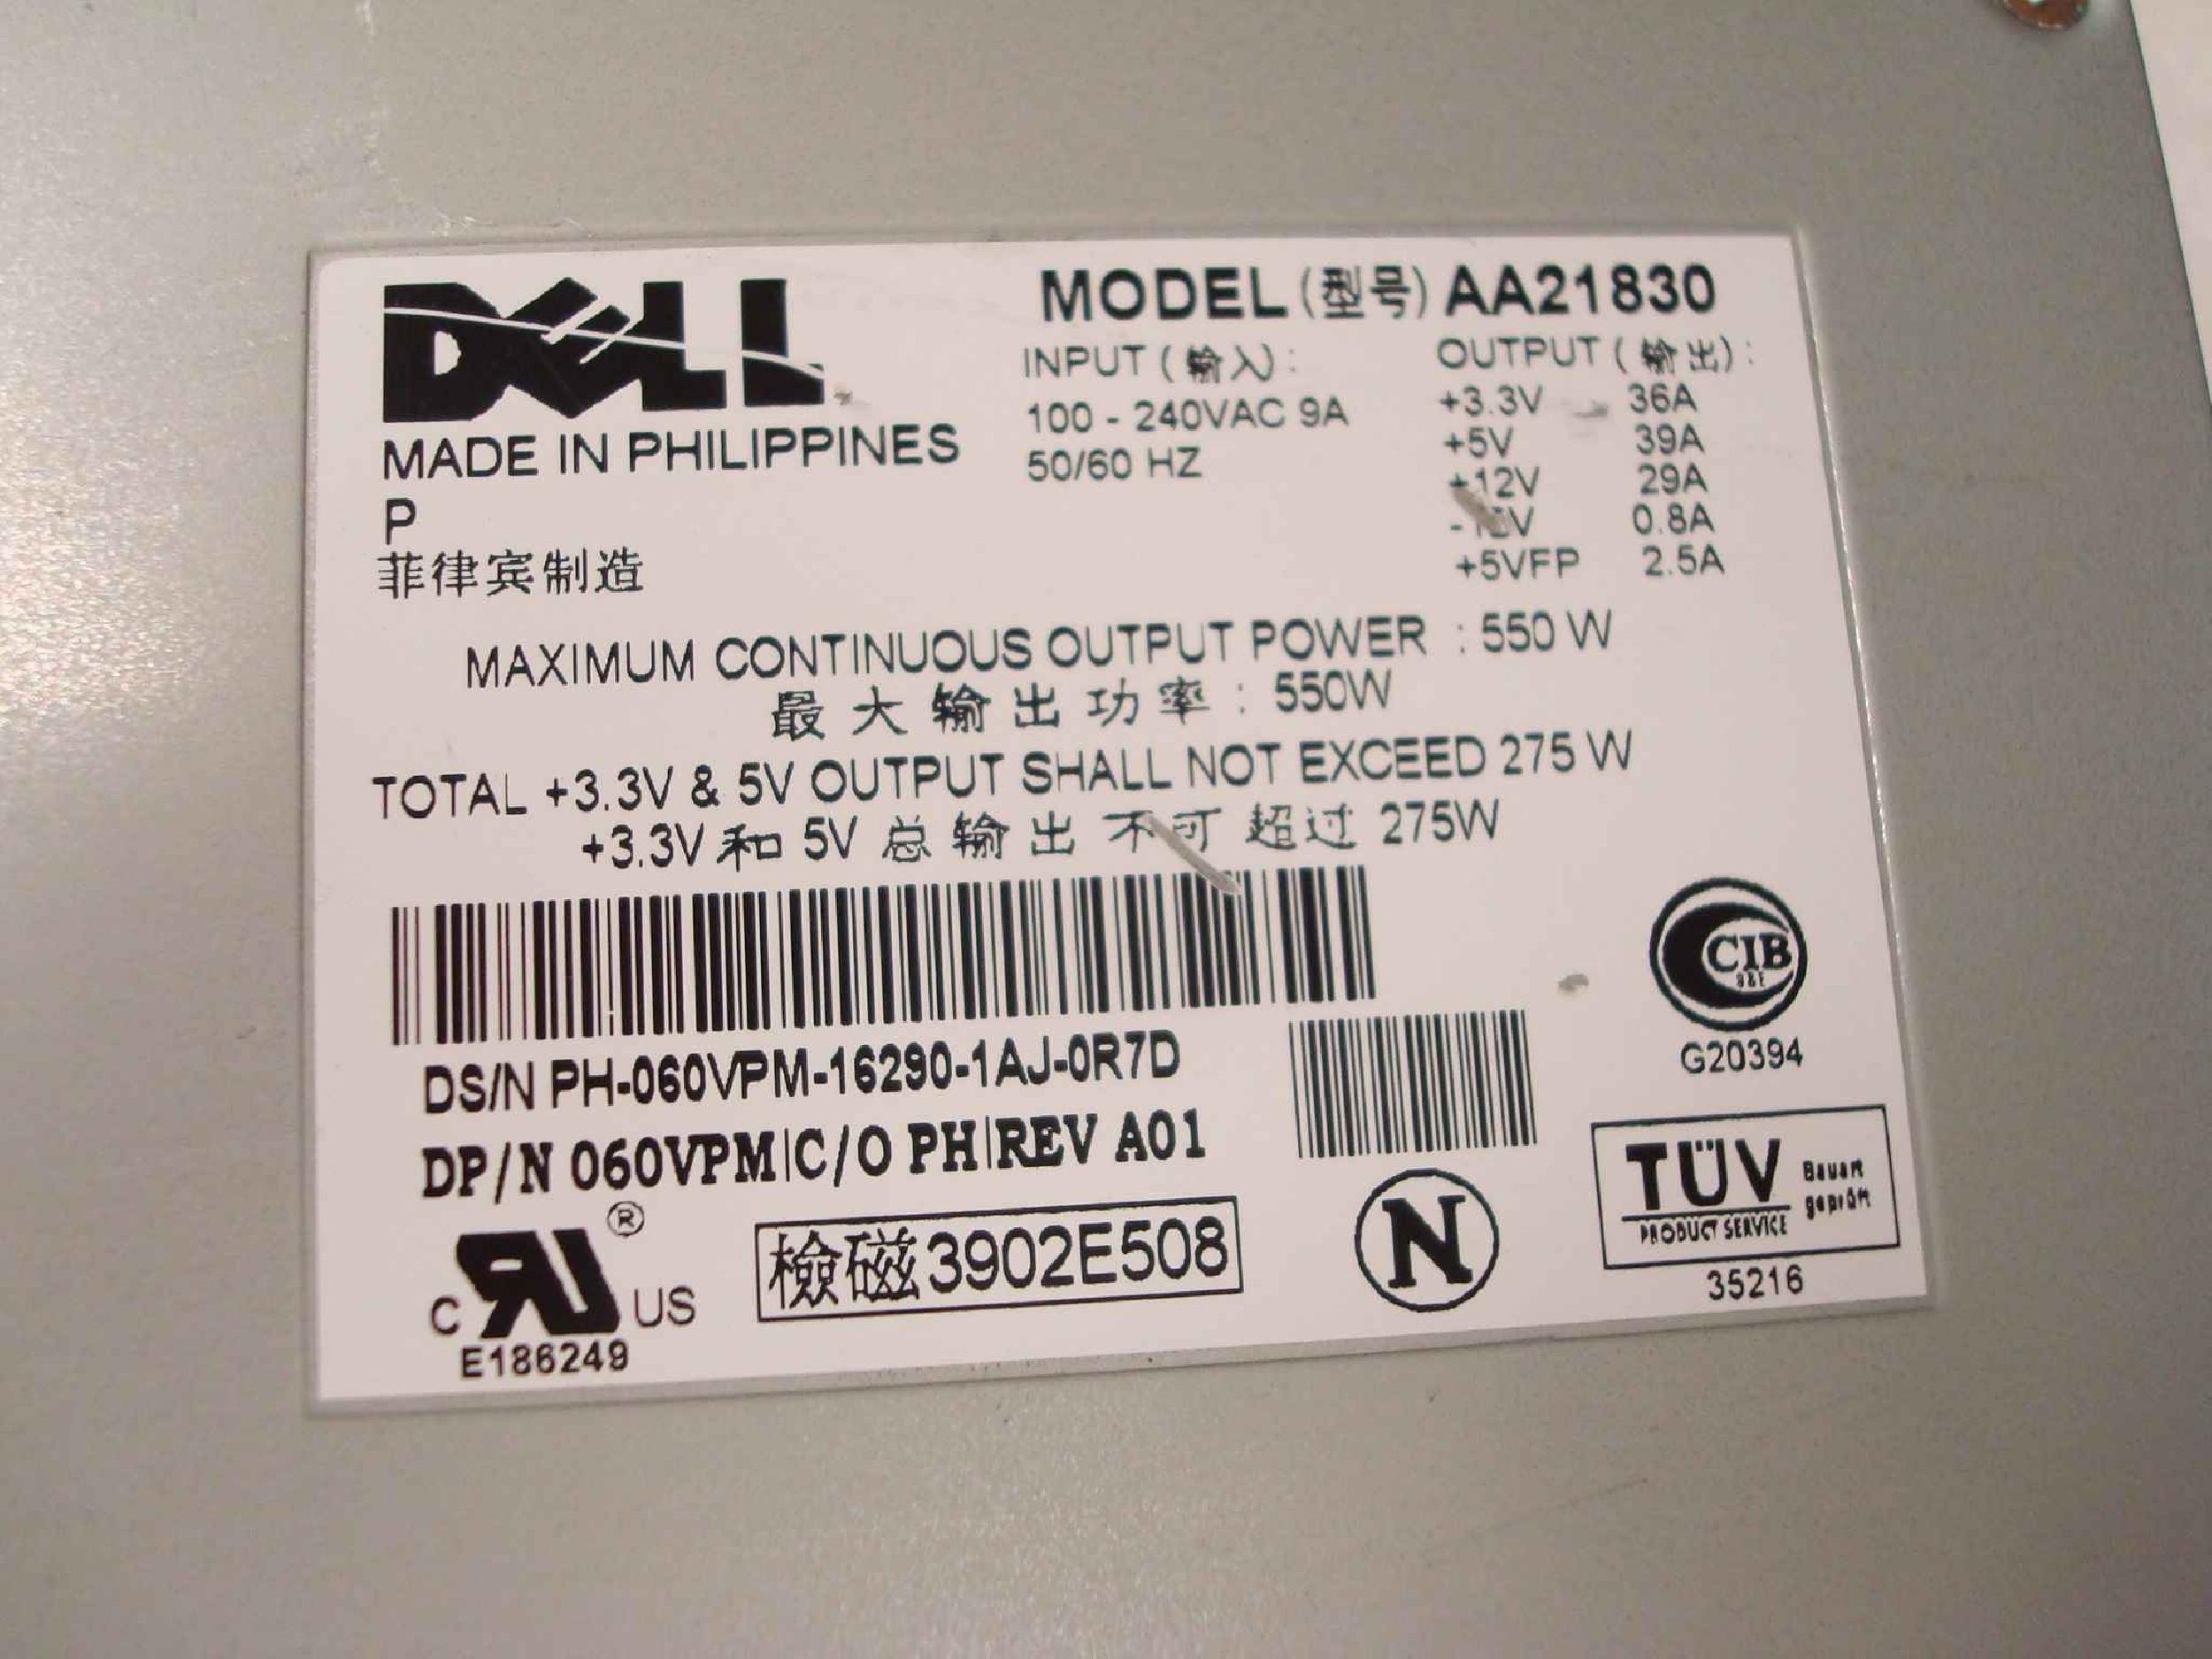 DELL
MADE IN PHILIPPINES
P
菲律宾制造
MODEL (型号) AA21830
INPUT (输入):
100 - 240VAC 9A
50/60 HZ
OUTPUT (输出):
+3.3V 36A
+5V 39A
+12V 29A
-12V 0.8A
+5VFP 2.5A
MAXIMUM CONTINUOUS OUTPUT POWER : 550 W
最大输出功率: 550W
TOTAL +3.3V & 5V OUTPUT SHALL NOT EXCEED 275 W
+3.3V 和 5V 总输出不可超过 275W
DS/N PH-060VPM-16290-1AJ-0R7D
DP/N 060VPM|C/O PH|REV A01
CIB
G20394
C RU ® US
E186249
檢磁3902E508
N
TÜV
PRODUCT SERVICE
Bauart
geprüft
35216